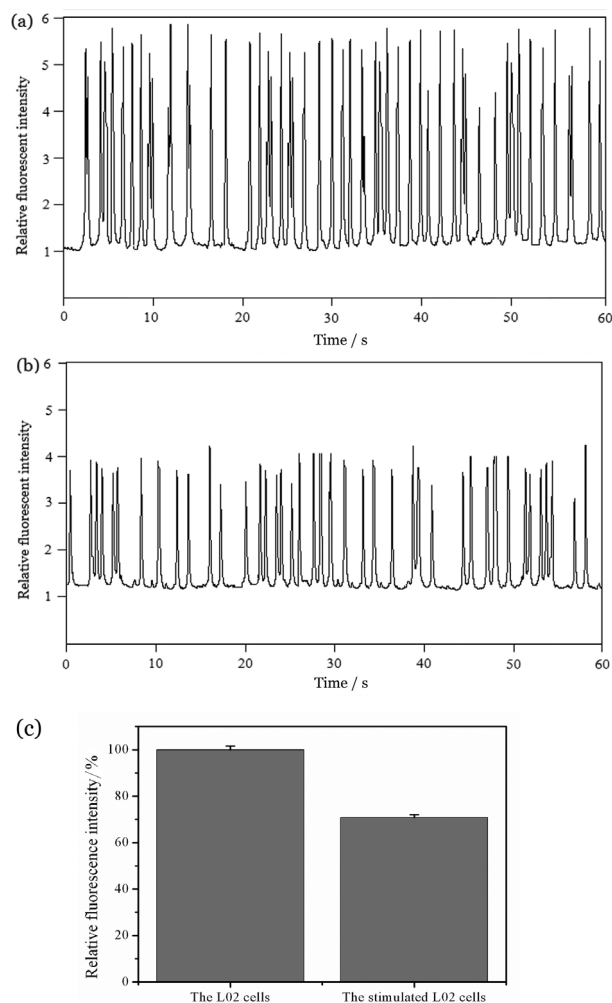 (a)
6
5
4
3
2
1
Relative fluorescent intensity
0 10 20 30 40 50 60
Time / s
(b)
6
5
4
3
2
1
Relative fluorescent intensity
0 10 20 30 40 50 60
Time / s
(c)
100
80
60
40
20
0
Relative fluorescence intensity/%
The L02 cells The stimulated L02 cells